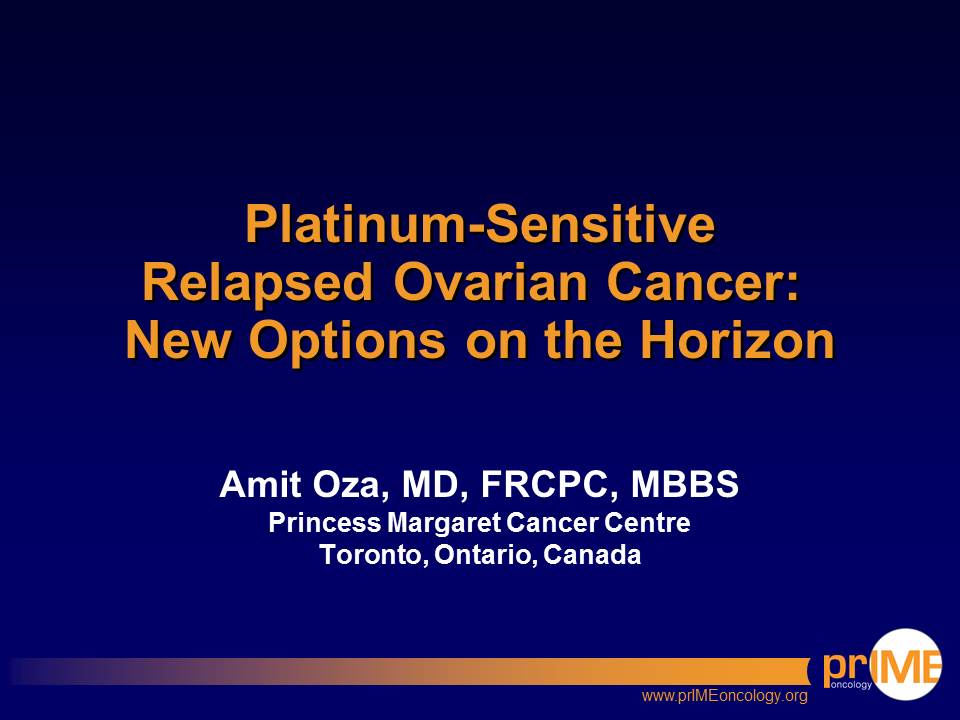 Platinum-Sensitive
Relapsed Ovarian Cancer:
New Options on the Horizon
Amit Oza, MD, FRCPC, MBBS
Princess Margaret Cancer Centre
Toronto, Ontario, Canada
prIME
oncology
www.prIMEoncology.org